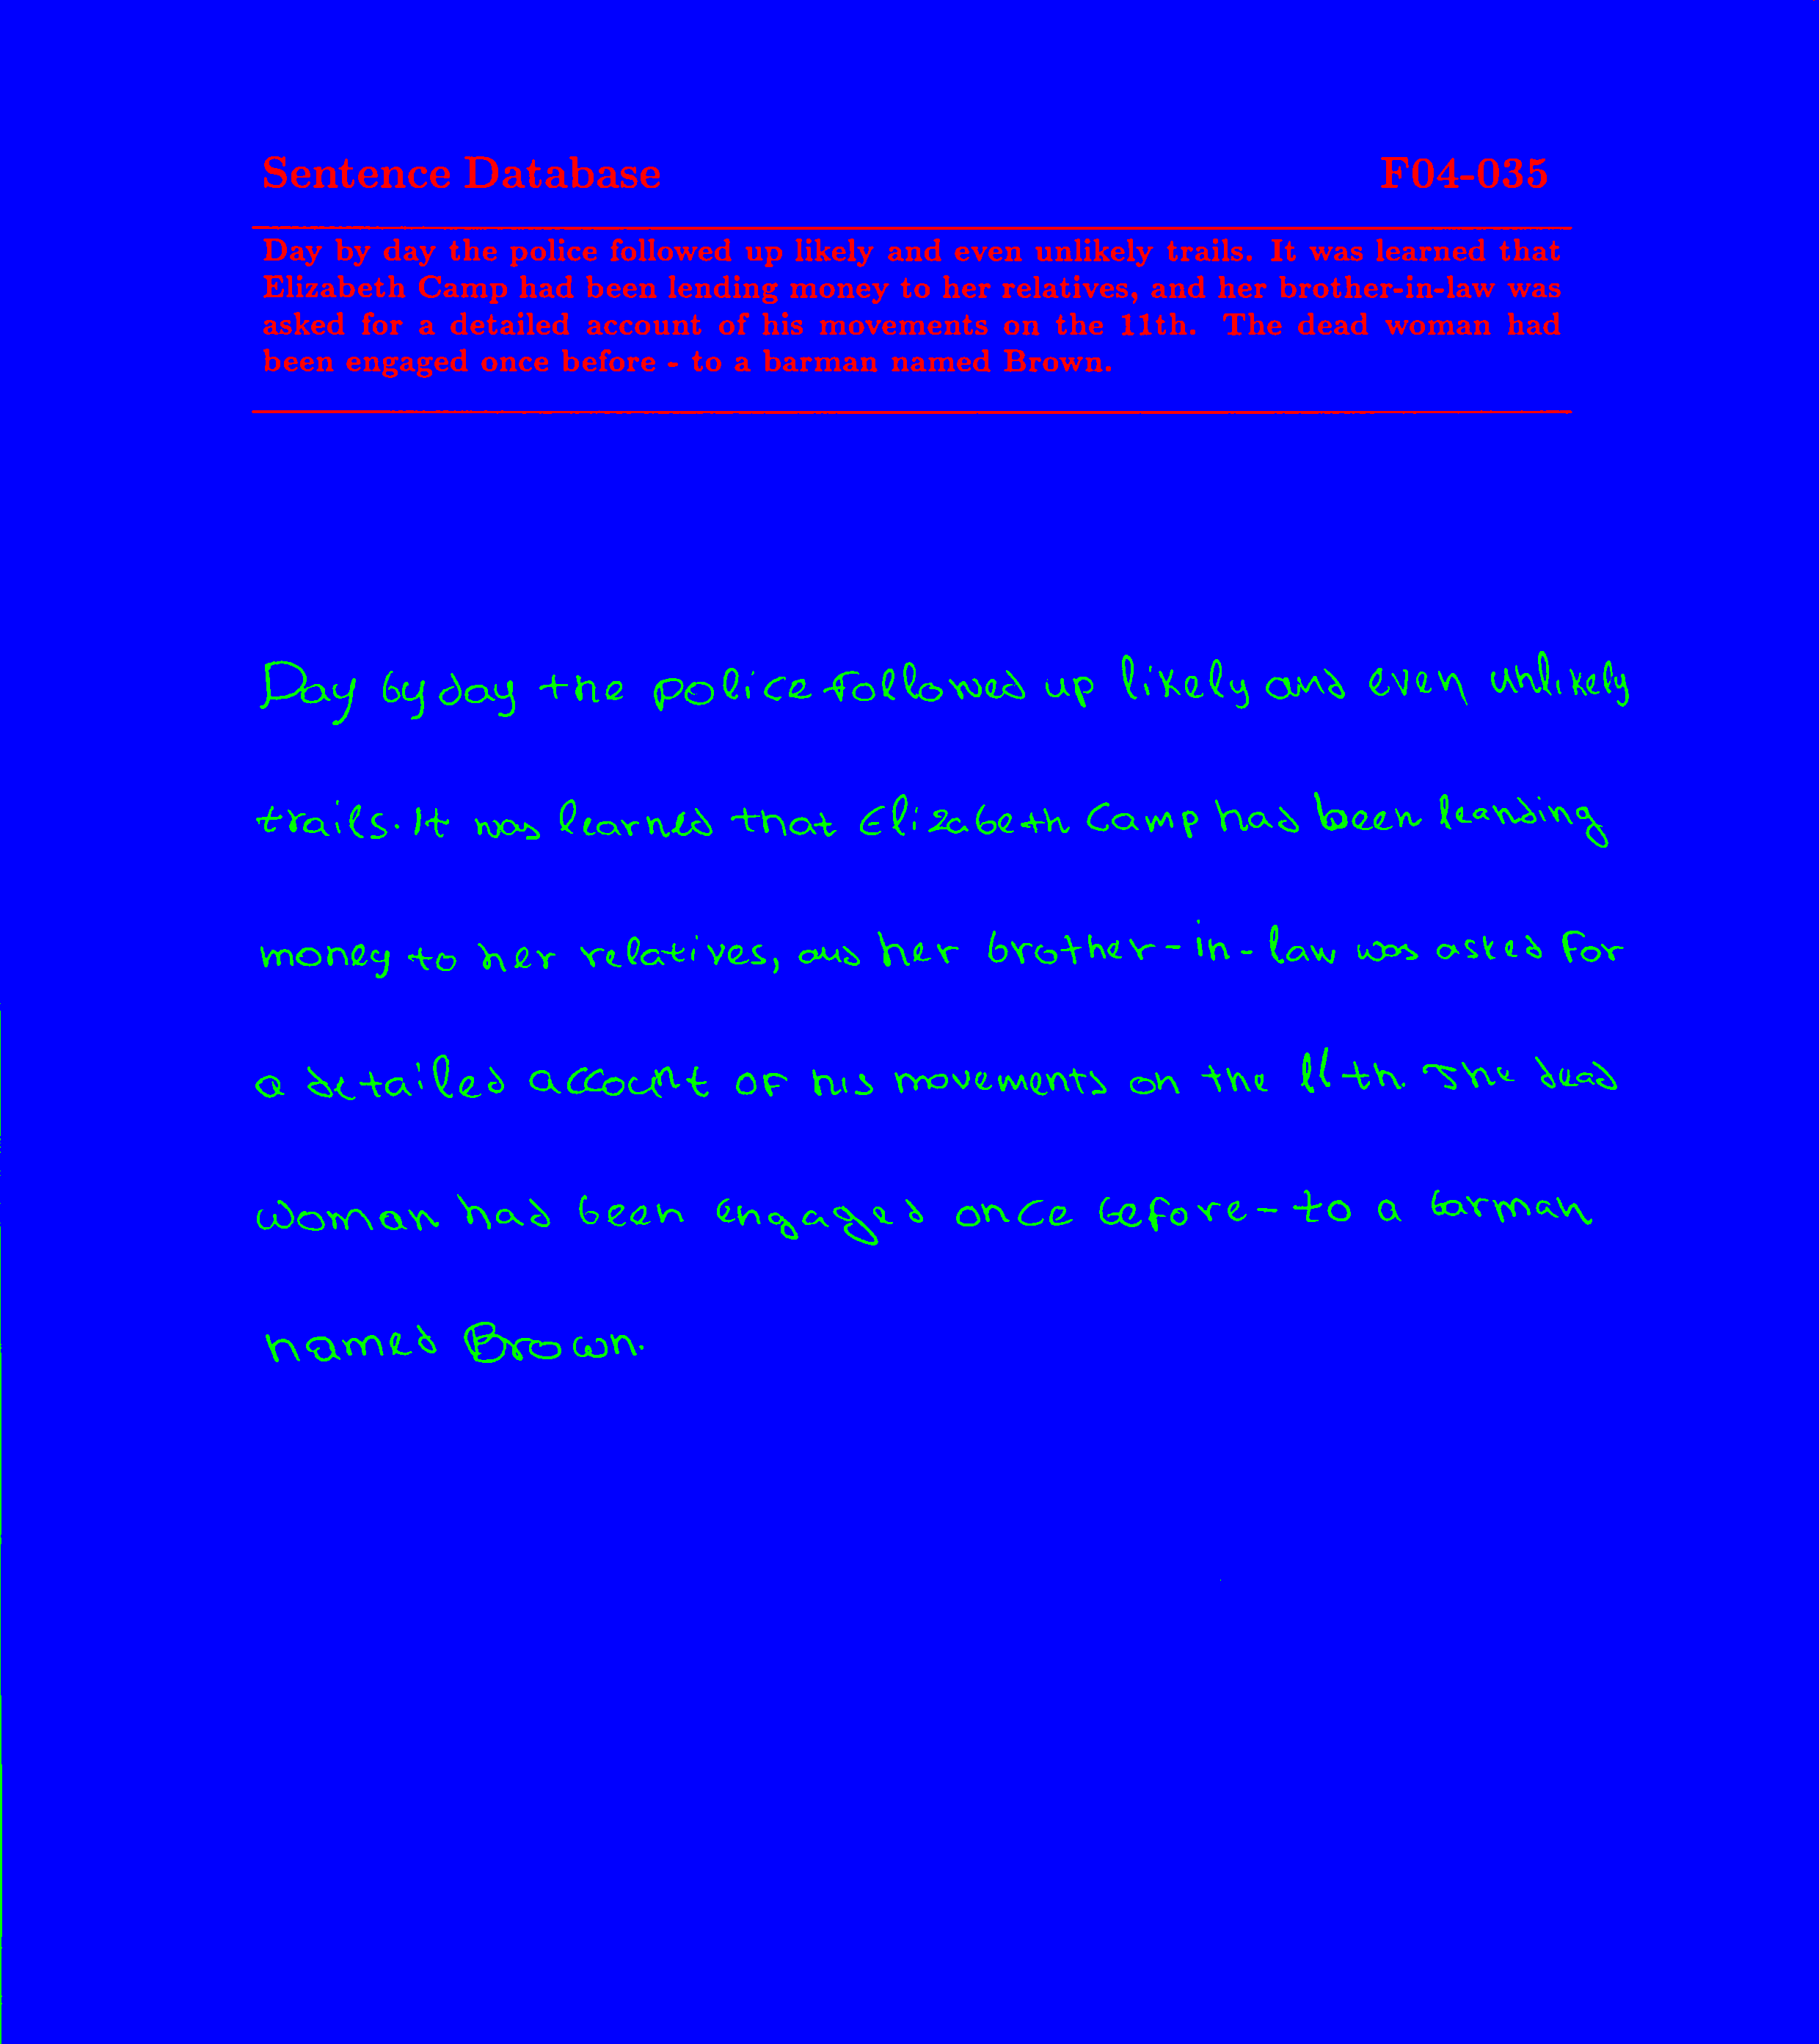 Sentence Database F04-035
Day by day the police followed up likely and even unlikely trails. It was learned that
Elizabeth Camp had been lending money to her relatives, and her brother-in-law was
asked for a detailed account of his movements on the 11th. The dead woman had
been engaged once before - to a barman named Brown.
Day by day the police followed up likely and even unlikely
trails. It was learned that Elizabeth Camp had been leanding
money to her relatives, and her brother-in-law was asked for
a detailed account of his movements on the 11th. The dead
woman had been engaged once before - to a barman
named Brown.